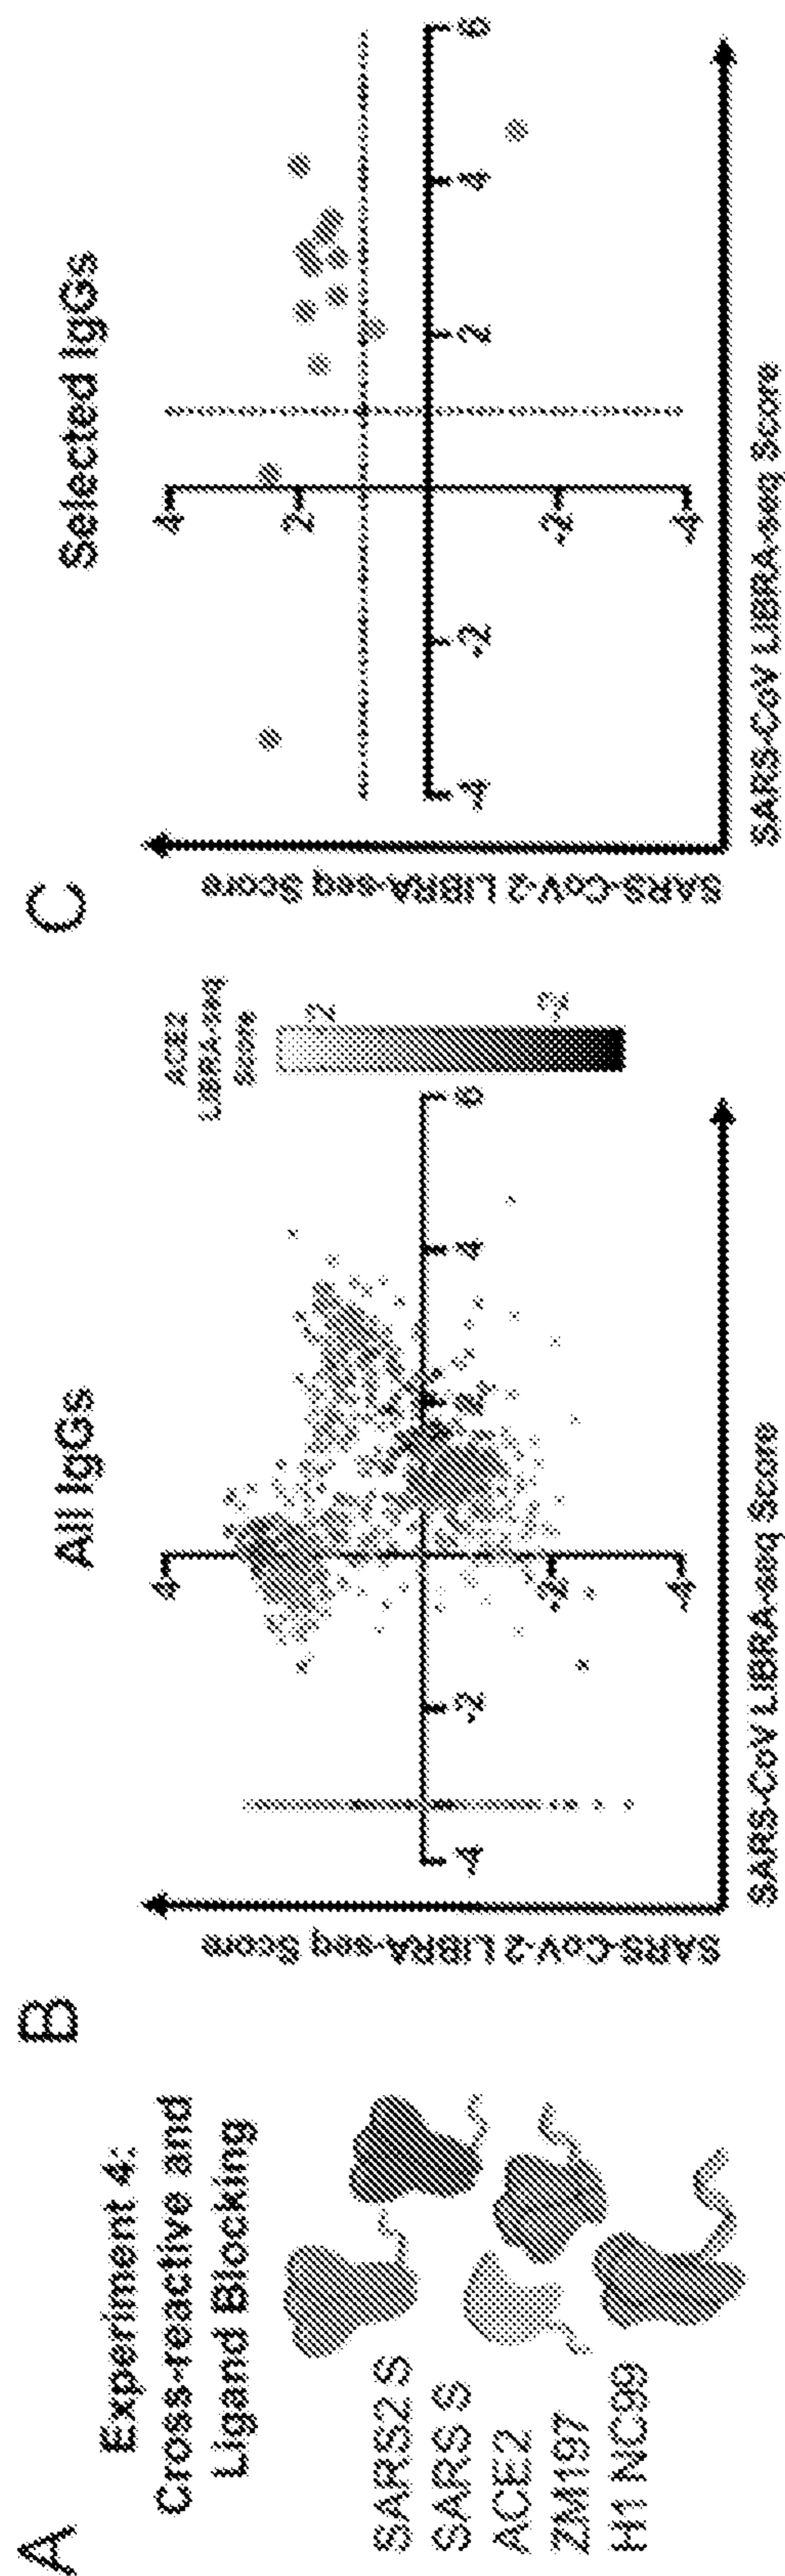 A
Experiment 4:
Cross-reactive and
Ligand Blocking
SARS2 S
SARS S
ACE2
ZM197
H1 NC99
B
All IgGs
SARS-CoV-2 LIBRA-seq Score
4
-2
-4
-4
-2
2
4
6
SARS-CoV LIBRA-seq Score
ACE2
LIBRA-seq
Score
2
-2
C
Selected IgGs
SARS-CoV-2 LIBRA-seq Score
4
2
-2
-4
-4
-2
2
4
6
SARS-CoV LIBRA-seq Score